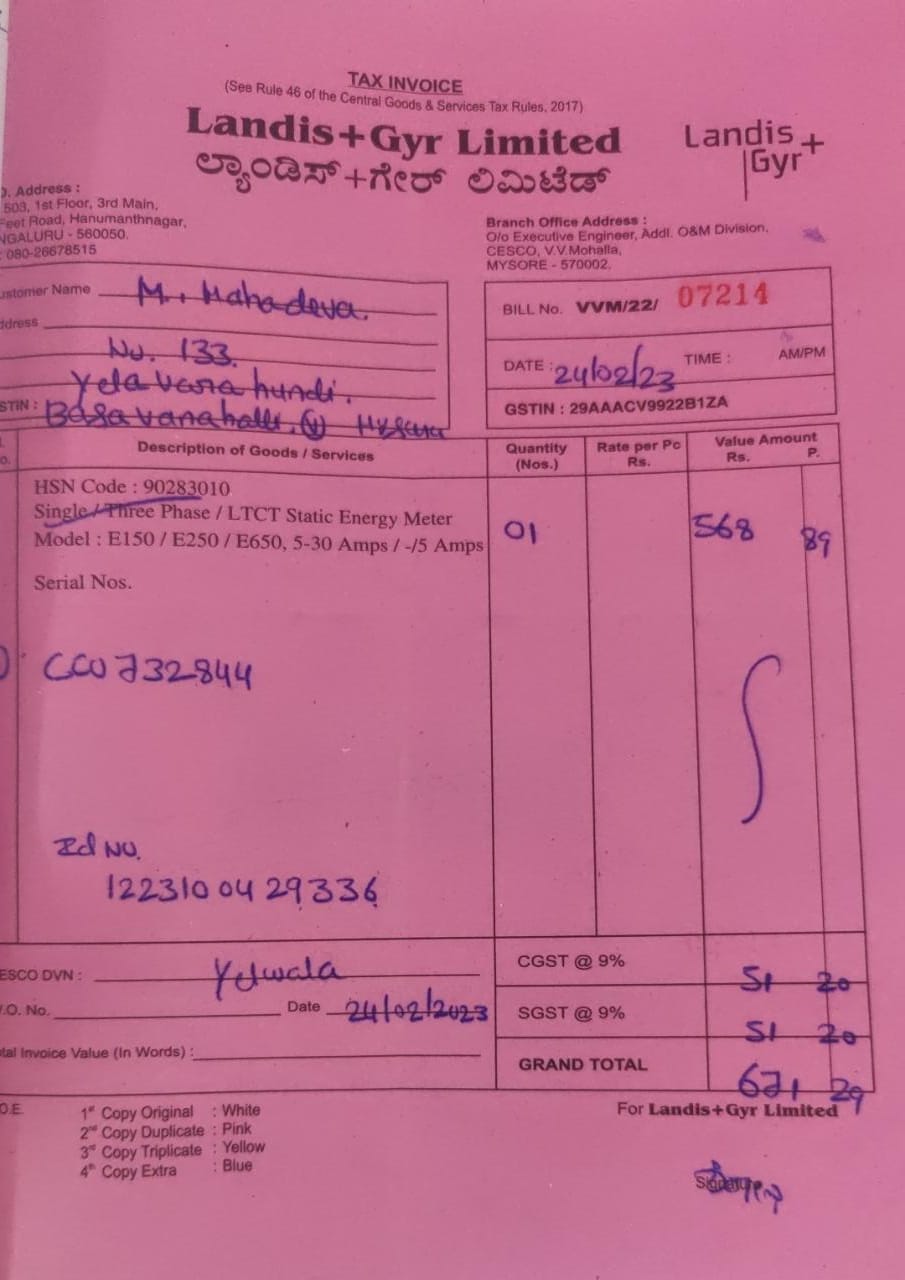 TAX INVOICE
(See Rule 46 of the Central Goods & Services Tax Rules, 2017)
Landis+Gyr Limited
ಲ್ಯಾಂಡಿಸ್+ಗೇರ್ ಲಿಮಿಟೆಡ್
Landis+
Gyr
O. Address :
503, 1st Floor, 3rd Main,
Feet Road, Hanumanthnagar,
NGALURU - 560050.
: 080-26678515
Branch Office Address :
O/o Executive Engineer, Addl. O&M Division,
CESCO, V.V.Mohalla,
MYSORE - 570002.
ustomer Name M. Mahadeva.
ddress
No. 133.
Yelavarahundi.
STIN : Basavanahalli.
BILL No. VVM/22/ 07214
DATE : 24/02/23 TIME : AM/PM
GSTIN : 29AAACV9922B1ZA
Description of Goods / Services Quantity (Nos.) Rate per Pc Rs. Value Amount Rs. P.
HSN Code : 90283010
Single / Three Phase / LTCT Static Energy Meter
Model : E150 / E250 / E650, 5-30 Amps / -/5 Amps 01 568 89
Serial Nos.
CCO732844
Id No.
1223100429336
ESCO DVN : Yelwala
CGST @ 9% 51 20
.O. No. Date 24/02/2023
SGST @ 9% 51 20
tal Invoice Value (In Words) :
GRAND TOTAL 671 29
O.E.
1st Copy Original : White
2nd Copy Duplicate : Pink
3rd Copy Triplicate : Yellow
4th Copy Extra : Blue
For Landis+Gyr Limited